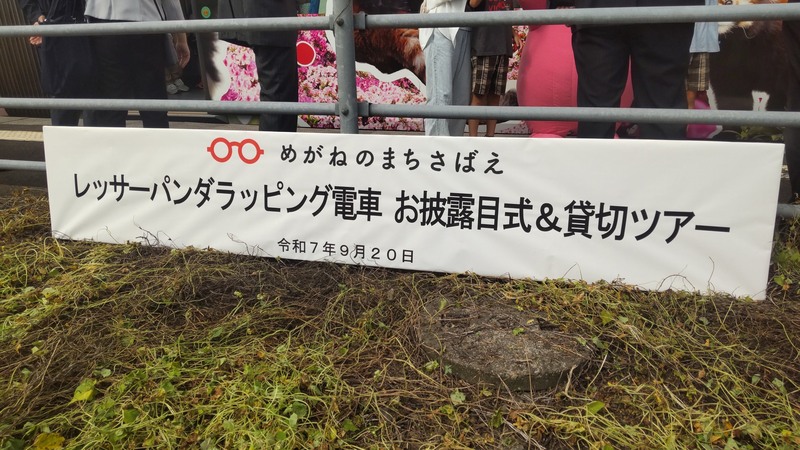 めがねのまちさばえ
レッサーパンダラッピング電車 お披露目式&貸切ツアー
令和7年9月20日